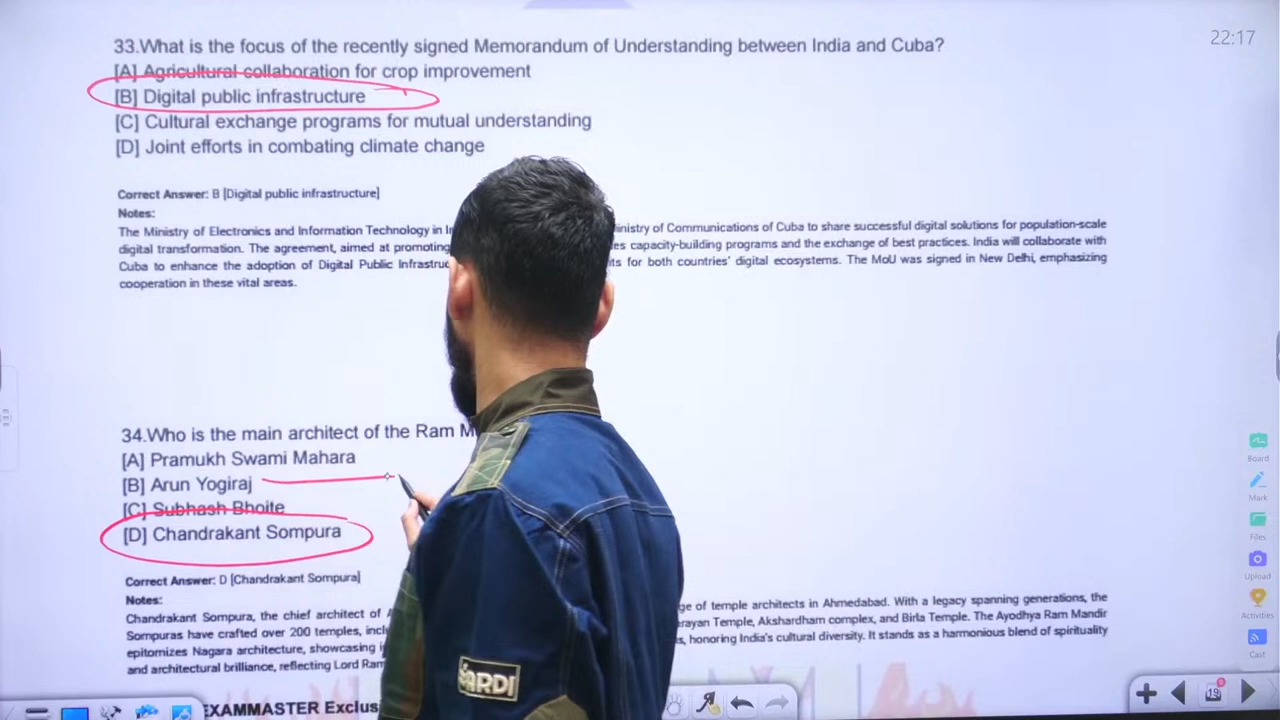 22:17
33.What is the focus of the recently signed Memorandum of Understanding between India and Cuba?
[A] Agricultural collaboration for crop improvement
[B] Digital public infrastructure
[C] Cultural exchange programs for mutual understanding
[D] Joint efforts in combating climate change
Correct Answer: B [Digital public infrastructure]
Notes:
The Ministry of Electronics and Information Technology in inistry of Communications of Cuba to share successful digital solutions for population-scale
digital transformation. The agreement, aimed at promoting es capacity-building programs and the exchange of best practices. India will collaborate with
Cuba to enhance the adoption of Digital Public Infrastruc ts for both countries' digital ecosystems. The MoU was signed in New Delhi, emphasizing
cooperation in these vital areas.
34.Who is the main architect of the Ram M
[A] Pramukh Swami Mahara
[B] Arun Yogiraj
[C] Subhash Bhoite
[D] Chandrakant Sompura
Correct Answer: D [Chandrakant Sompura]
Notes:
Chandrakant Sompura, the chief architect of A ge of temple architects in Ahmedabad. With a legacy spanning generations, the
Sompuras have crafted over 200 temples, incl rayan Temple, Akshardham complex, and Birla Temple. The Ayodhya Ram Mandir
epitomizes Nagara architecture, showcasing i s, honoring India's cultural diversity. It stands as a harmonious blend of spirituality
and architectural brilliance, reflecting Lord Ram
EXAMMASTER Exclus
Board
Mark
Files
Upload
Activities
Cast
19